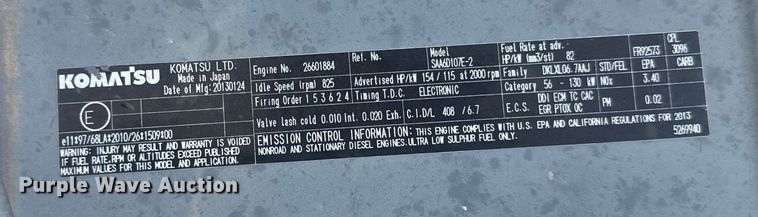 KOMATSU
KOMATSU LTD.
Made in Japan
Date of Mfg:20130124
E
e11*97/68LA*2010/26*1509*00
WARNING: INJURY MAY RESULT AND WARRANTY VOIDED
IF FUEL RATE.RPM OR ALTITUDES EXCEED PUBLISHED
MAXIMUM VALUES FOR THIS MODEL AND APPLICATION.
Engine No. 26601884 Rel. No. MODEL SAA6D107E-2 Fuel Rate at adv. HP/kW (mm3/st) 82 FR92573 CPL 3096
Idle Speed (rpm) 825 Advertised HP/kW 154 / 115 at 2000 rpm Family DKLXL06.7AAJ STD/FEL EPA CARB
Firing Order 1 5 3 6 2 4 Timing T.D.C. ELECTRONIC Category 56 - 130 kW NOx 3.40
Valve lash cold 0.010 Int. 0.020 Exh. C.I.D/L 408 / 6.7 E.C.S. DDI ECM TC CAC EGR PTOX OC PM 0.02
EMISSION CONTROL INFORMATION: THIS ENGINE COMPLIES WITH U.S. EPA AND CALIFORNIA REGULATIONS FOR 2013
NONROAD AND STATIONARY DIESEL ENGINES.ULTRA LOW SULPHUR FUEL ONLY. 5269940
Purple Wave Auction